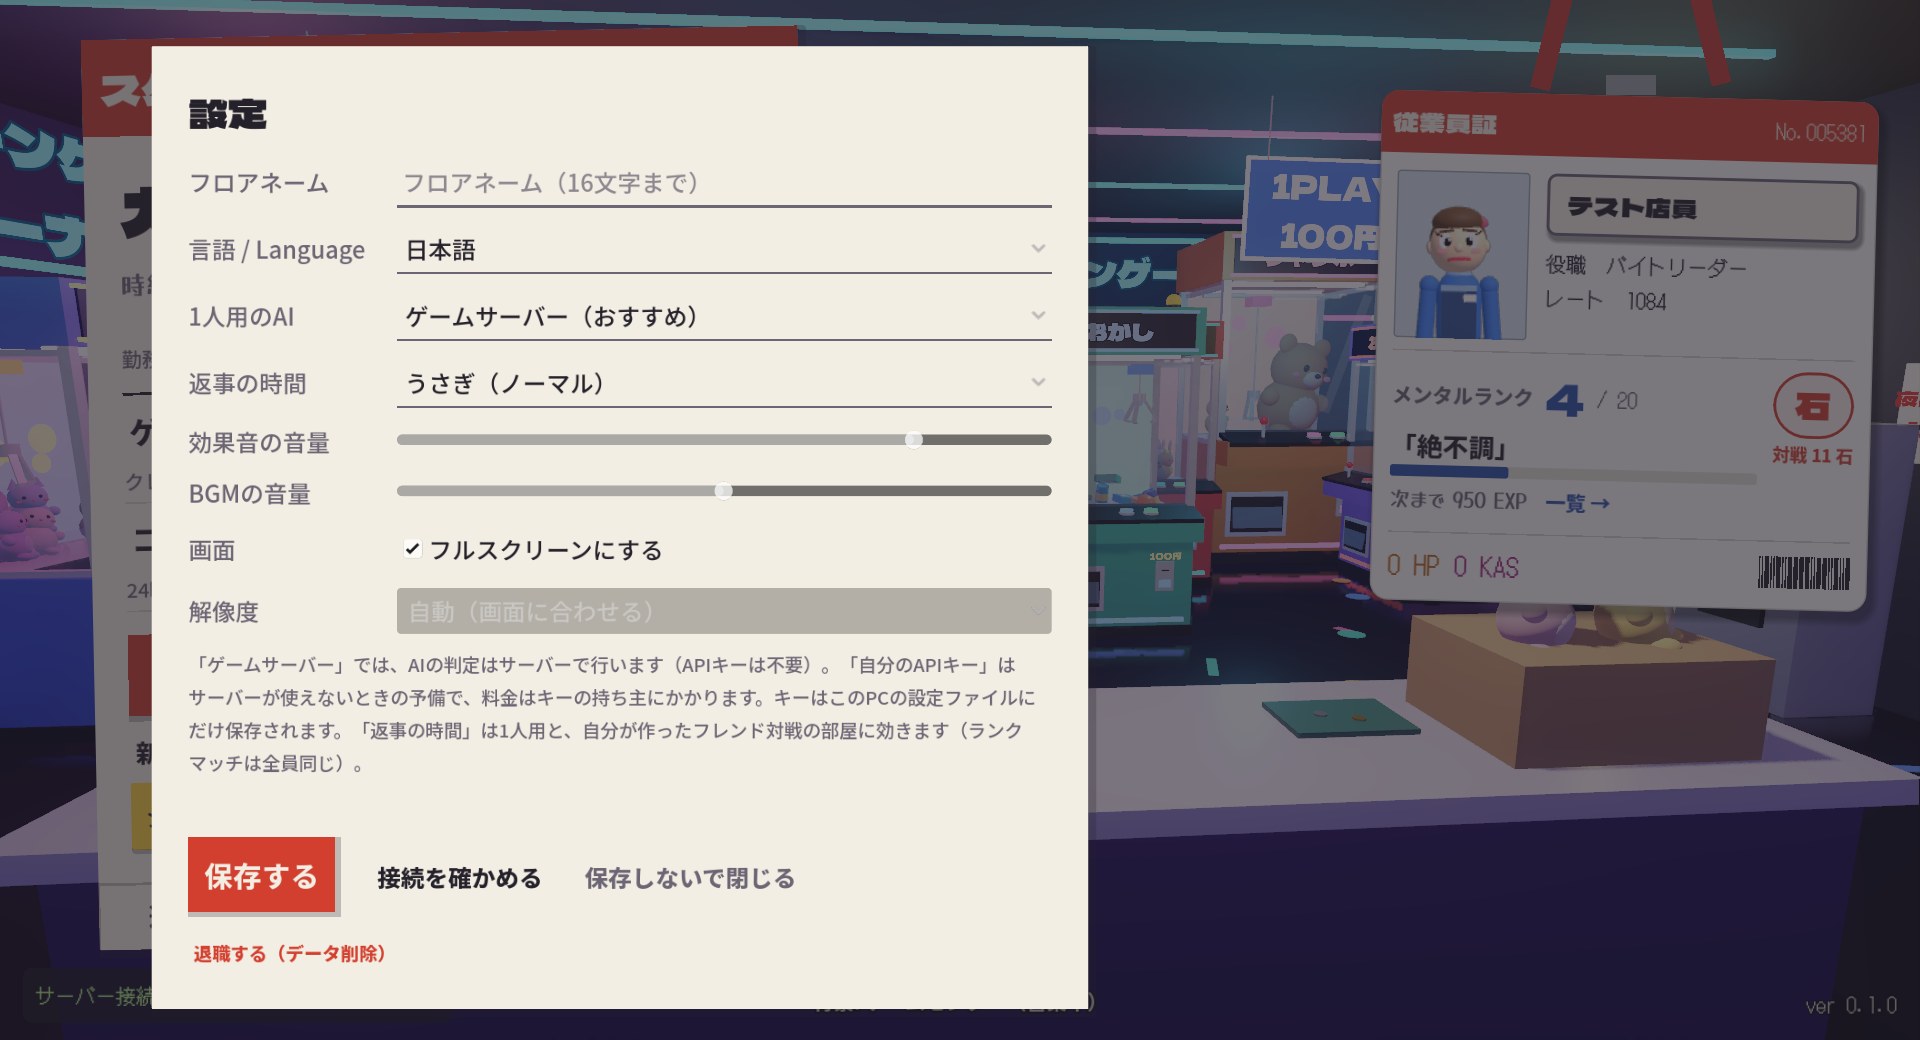 設定
フロアネーム
フロアネーム（16文字まで）
言語 / Language
日本語
1人用のAI
ゲームサーバー（おすすめ）
返事の時間
うさぎ（ノーマル）
効果音の音量
BGMの音量
画面
フルスクリーンにする
解像度
自動（画面に合わせる）
「ゲームサーバー」では、AIの判定はサーバーで行います（APIキーは不要）。「自分のAPIキー」は
サーバーが使えないときの予備で、料金はキーの持ち主にかかります。キーはこのPCの設定ファイルに
だけ保存されます。「返事の時間」は1人用と、自分が作ったフレンド対戦の部屋に効きます（ランク
マッチは全員同じ）。
保存する
接続を確かめる
保存しないで閉じる
退職する（データ削除）
サーバー接続
1PLAY
100円
おかし
100円
従業員証
No. 005381
テスト店員
役職 バイトリーダー
レート 1084
メンタルランク 4 / 20
「絶不調」
石
対戦 11 石
次まで 950 EXP 一覧 →
0 HP 0 KAS
ver 0.1.0